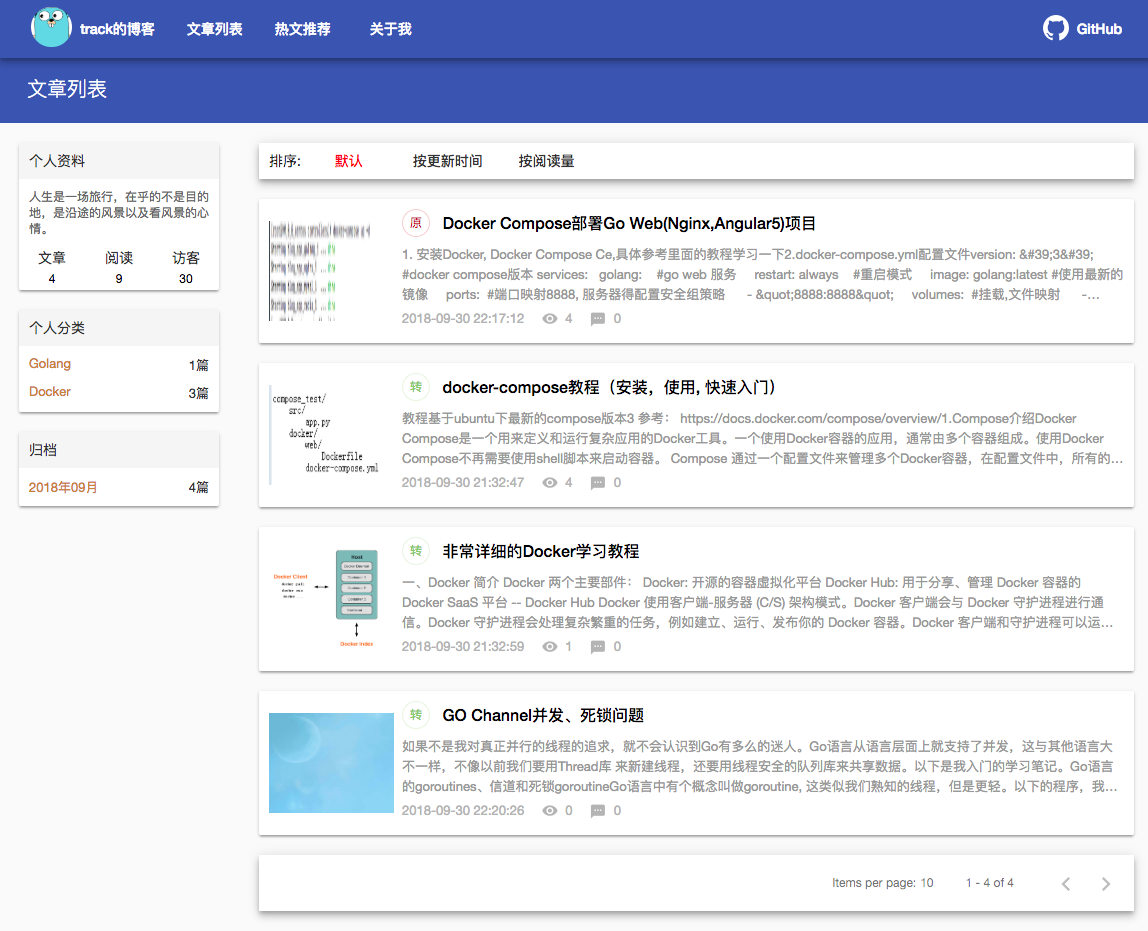 track的博客 文章列表 热文推荐 关于我 GitHub
文章列表
个人资料
人生是一场旅行，在乎的不是目的
地，是沿途的风景以及看风景的心
情。
文章 阅读 访客
4 9 30
个人分类
Golang 1篇
Docker 3篇
归档
2018年09月 4篇
排序: 默认 按更新时间 按阅读量
原 Docker Compose部署Go Web(Nginx,Angular5)项目
1. 安装Docker, Docker Compose Ce,具体参考里面的教程学习一下2.docker-compose.yml配置文件version: &#39;3&#39;
#docker compose版本 services: golang: #go web 服务 restart: always #重启模式 image: golang:latest #使用最新的
镜像 ports: #端口映射8888, 服务器得配置安全组策略 - &quot;8888:8888&quot; volumes: #挂载,文件映射 -…
2018-09-30 22:17:12 4 0
compose_test/
src/
app.py
docker/
web/
Dockerfile
docker-compose.yml
转 docker-compose教程（安装，使用, 快速入门）
教程基于ubuntu下最新的compose版本3 参考： https://docs.docker.com/compose/overview/1.Compose介绍Docker
Compose是一个用来定义和运行复杂应用的Docker工具。一个使用Docker容器的应用，通常由多个容器组成。使用Docker
Compose不再需要使用shell脚本来启动容器。 Compose 通过一个配置文件来管理多个Docker容器，在配置文件中，所有的…
2018-09-30 21:32:47 4 0
Host
Docker Client
Docker Index
转 非常详细的Docker学习教程
一、Docker 简介 Docker 两个主要部件： Docker: 开源的容器虚拟化平台 Docker Hub: 用于分享、管理 Docker 容器的
Docker SaaS 平台 -- Docker Hub Docker 使用客户端-服务器 (C/S) 架构模式。Docker 客户端会与 Docker 守护进程进行通
信。Docker 守护进程会处理复杂繁重的任务，例如建立、运行、发布你的 Docker 容器。Docker 客户端和守护进程可以运…
2018-09-30 21:32:59 1 0
转 GO Channel并发、死锁问题
如果不是我对真正并行的线程的追求，就不会认识到Go有多么的迷人。Go语言从语言层面上就支持了并发，这与其他语言大
不一样，不像以前我们要用Thread库 来新建线程，还要用线程安全的队列库来共享数据。以下是我入门的学习笔记。Go语言
的goroutines、信道和死锁goroutineGo语言中有个概念叫做goroutine, 这类似我们熟知的线程，但是更轻。以下的程序，我…
2018-09-30 22:20:26 0 0
Items per page: 10 1 - 4 of 4